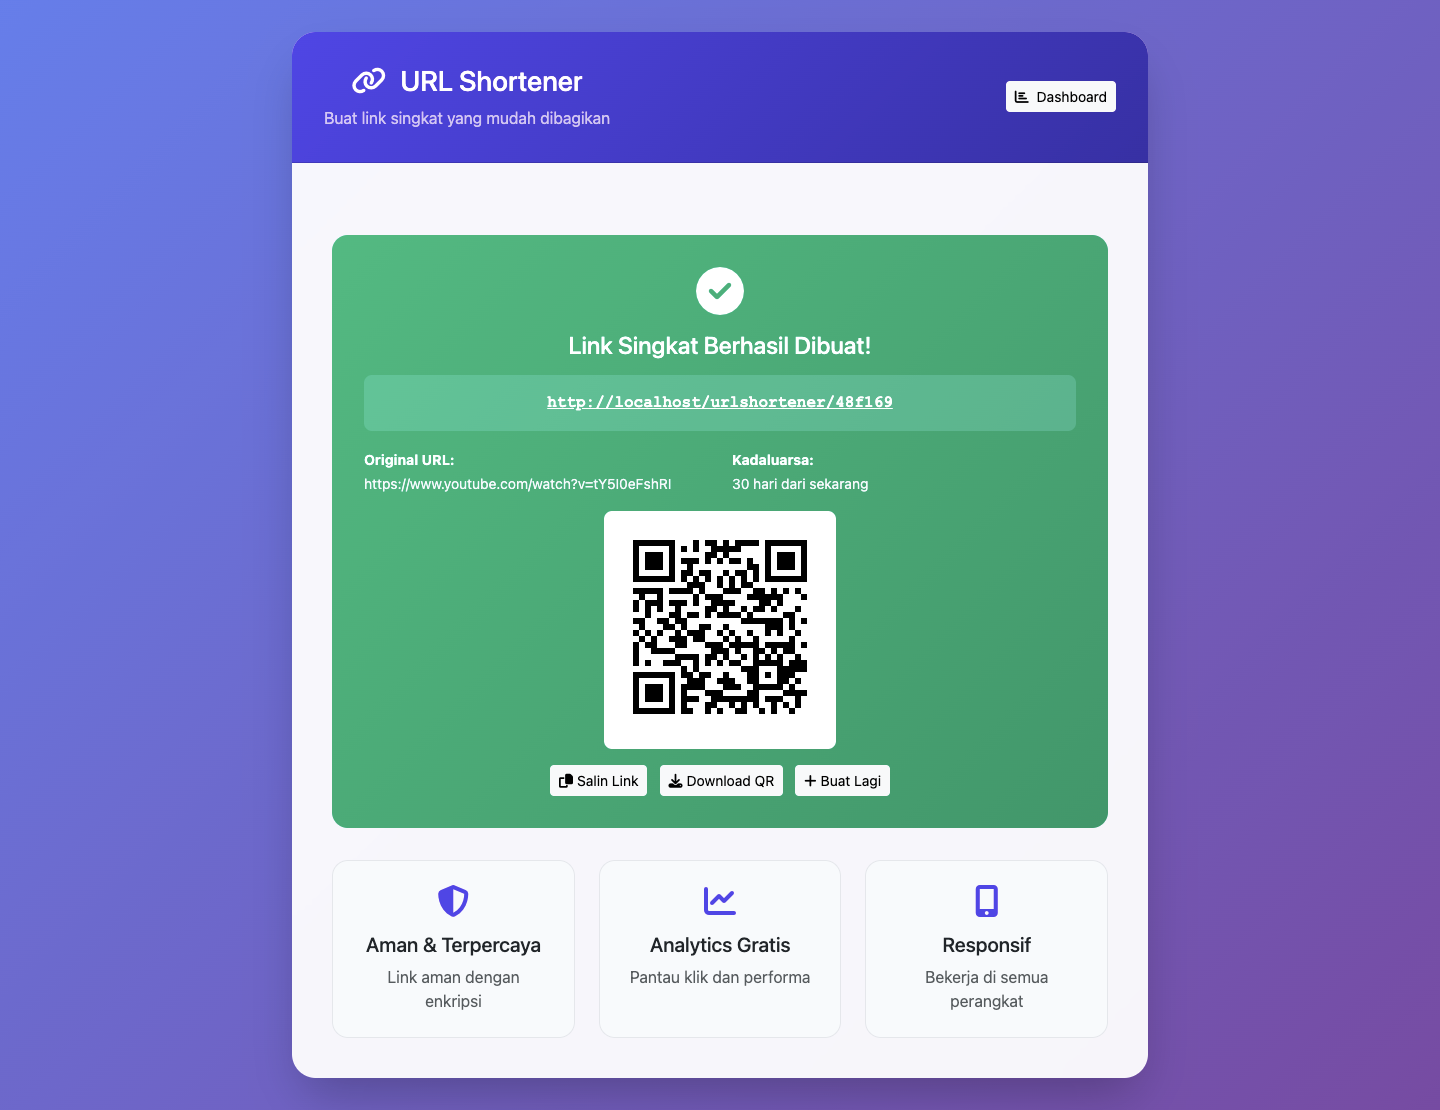 URL Shortener
Buat link singkat yang mudah dibagikan
Dashboard
Link Singkat Berhasil Dibuat!
http://localhost/urlshortener/48f169
Original URL:
https://www.youtube.com/watch?v=tY5I0eFshRI
Kadaluarsa:
30 hari dari sekarang
Salin Link
Download QR
Buat Lagi
Aman & Terpercaya
Link aman dengan
enkripsi
Analytics Gratis
Pantau klik dan performa
Responsif
Bekerja di semua
perangkat